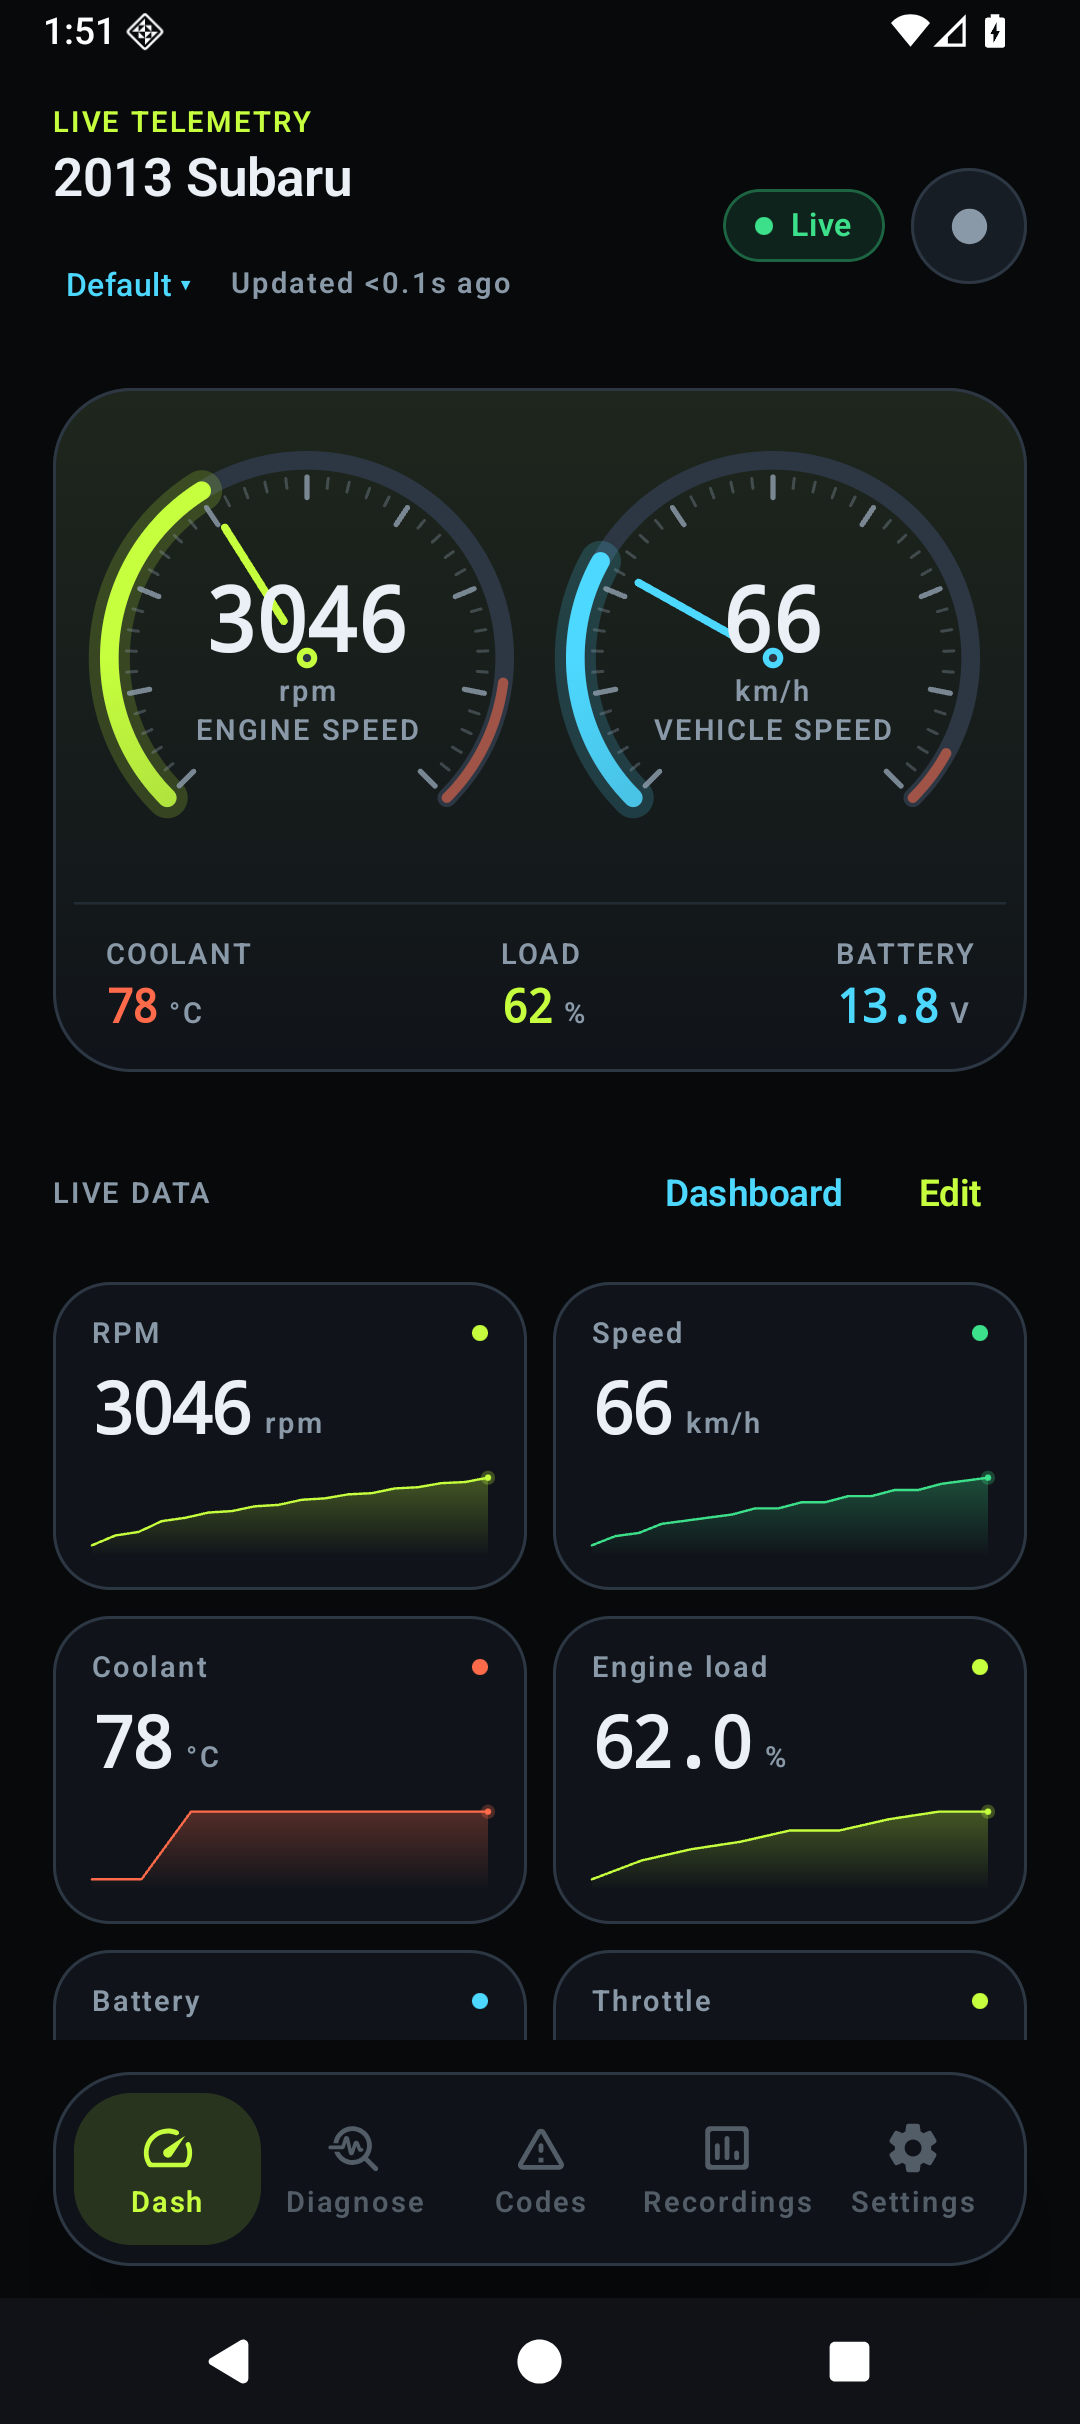 1:51
LIVE TELEMETRY
2013 Subaru
Live
Default ▾ Updated <0.1s ago
3046 66
rpm km/h
ENGINE SPEED VEHICLE SPEED
COOLANT LOAD BATTERY
78 °C 62 % 13.8 V
LIVE DATA Dashboard Edit
RPM Speed
3046 rpm 66 km/h
Coolant Engine load
78 °C 62.0 %
Battery Throttle
Dash Diagnose Codes Recordings Settings